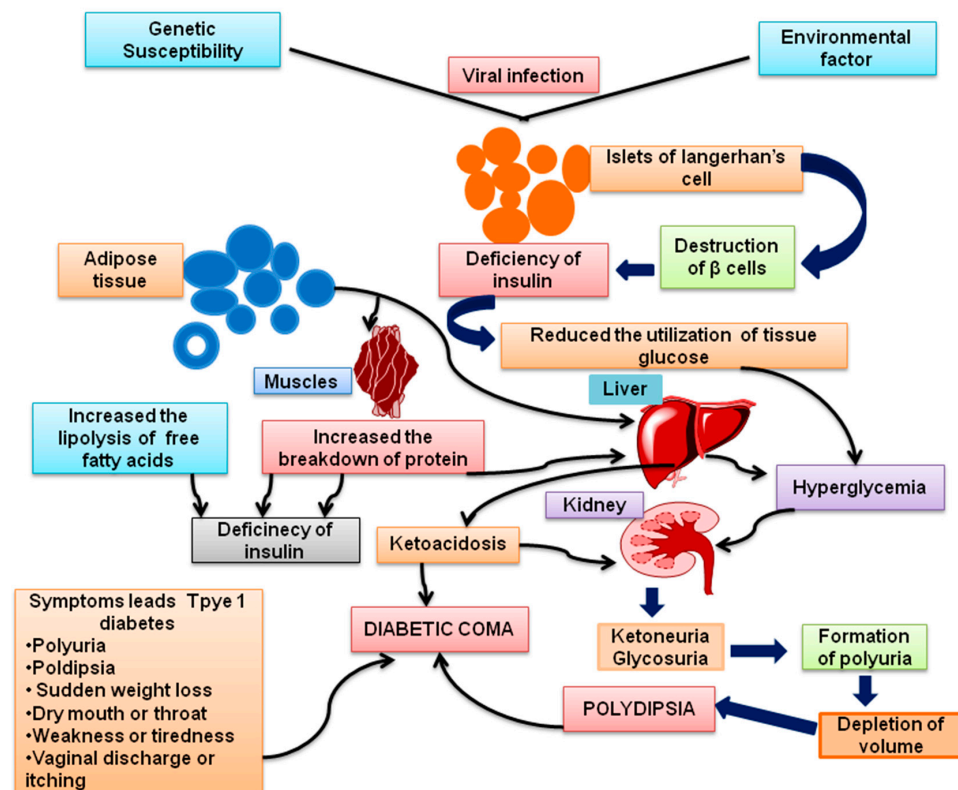 Genetic
Susceptibility
Environmental
factor
Viral infection
Islets of langerhan's
cell
Adipose
tissue
Deficiency of
insulin
Destruction
of β cells
Reduced the utilization of tissue
glucose
Muscles
Liver
Increased the
lipolysis of free
fatty acids
Increased the
breakdown of protein
Hyperglycemia
Kidney
Deficinecy of
insulin
Ketoacidosis
Symptoms leads Tpye 1
diabetes
•Polyuria
•Poldipsia
• Sudden weight loss
•Dry mouth or throat
•Weakness or tiredness
•Vaginal discharge or
itching
DIABETIC COMA
Ketoneuria
Glycosuria
Formation
of polyuria
POLYDIPSIA
Depletion of
volume